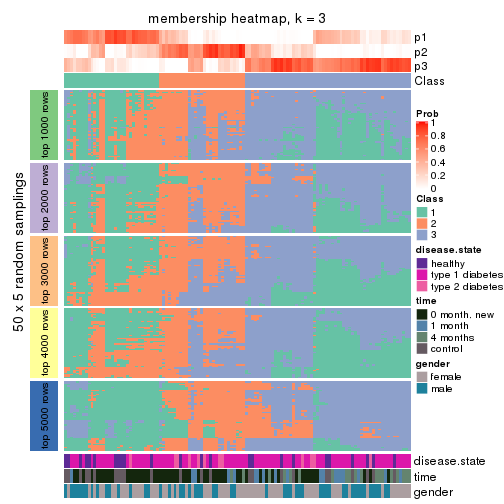 membership heatmap, k = 3
p1
p2
p3
Class
50 x 5 random samplings
top 1000 rows
top 2000 rows
top 3000 rows
top 4000 rows
top 5000 rows
disease.state
time
gender
Prob
1
0.8
0.6
0.4
0.2
0
Class
1
2
3
disease.state
healthy
type 1 diabetes
type 2 diabetes
time
0 month. new
1 month
4 months
control
gender
female
male